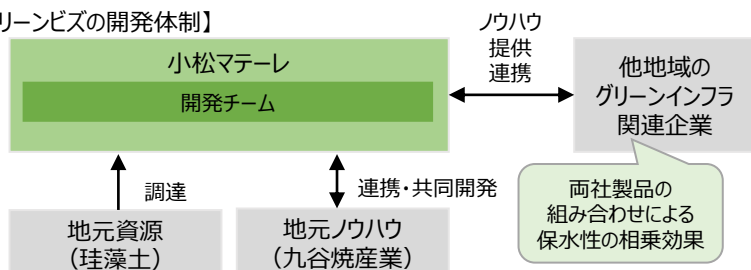 リーンビズの開発体制】
小松マテーレ
開発チーム
ノウハウ
提供
連携
他地域の
グリーンインフラ
関連企業
調達
連携・共同開発
両社製品の
組み合わせによる
保水性の相乗効果
地元資源
（珪藻土）
地元ノウハウ
（九谷焼産業）